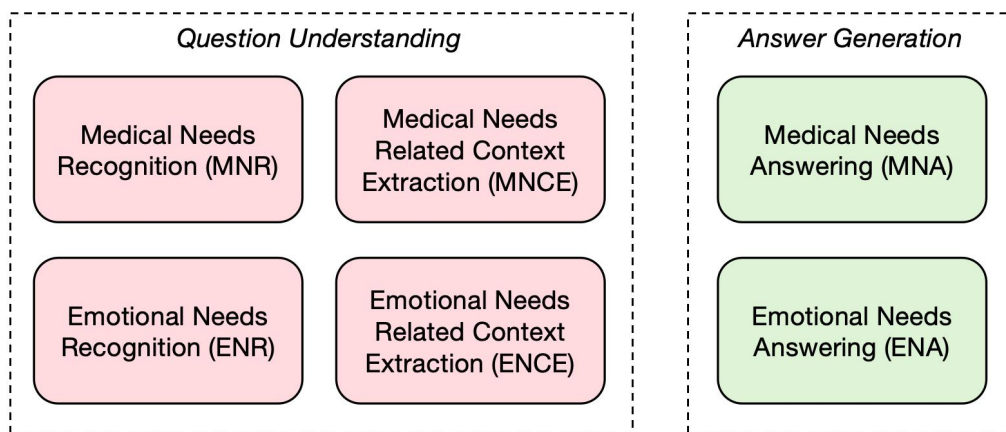 Question Understanding
Medical Needs
Recognition (MNR)
Medical Needs
Related Context
Extraction (MNCE)
Emotional Needs
Recognition (ENR)
Emotional Needs
Related Context
Extraction (ENCE)
Answer Generation
Medical Needs
Answering (MNA)
Emotional Needs
Answering (ENA)